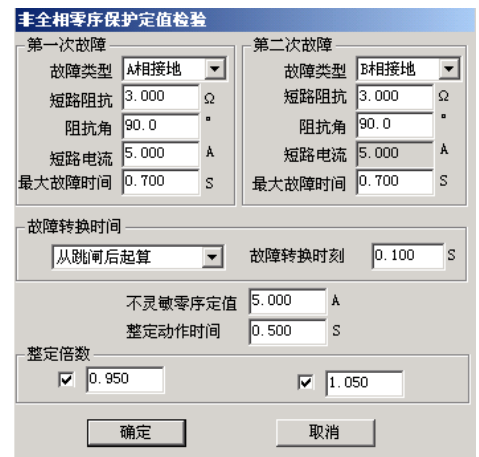 非全相零序保护定值检验
第一次故障
故障类型 A相接地
短路阻抗 3.000 Ω
阻抗角 90.0 °
短路电流 5.000 A
最大故障时间 0.700 S
第二次故障
故障类型 B相接地
短路阻抗 3.000 Ω
阻抗角 90.0 °
短路电流 5.000 A
最大故障时间 0.700 S
故障转换时间
从跳闸后起算 故障转换时刻 0.100 S
不灵敏零序定值 5.000 A
整定动作时间 0.500 S
整定倍数
0.950 1.050
确定 取消